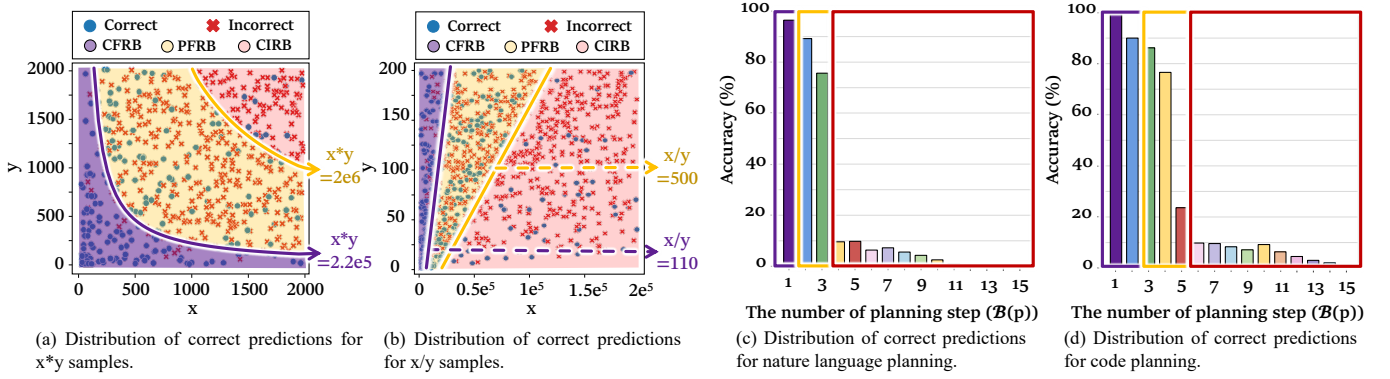 Correct Incorrect
CFRB PFRB CIRB
y
2000
1500
1000
500
0
0 500 1000 1500 2000
x
x*y
=2e6
x*y
=2.2e5
(a) Distribution of correct predictions for
x*y samples.
Correct Incorrect
CFRB PFRB CIRB
y
200
150
100
50
25
0
0 0.5e⁵ 1.5e⁵ 2e⁵
x
x/y
=500
x/y
=110
(b) Distribution of correct predictions
for x/y samples.
Accuracy (%)
100
80
60
40
20
0
1 3 5 7 9 11 13 15
The number of planning step (𝓑(p))
(c) Distribution of correct predictions
for nature language planning.
Accuracy (%)
100
80
60
40
20
0
1 3 5 7 9 11 13 15
The number of planning step (𝓑(p))
(d) Distribution of correct predictions
for code planning.